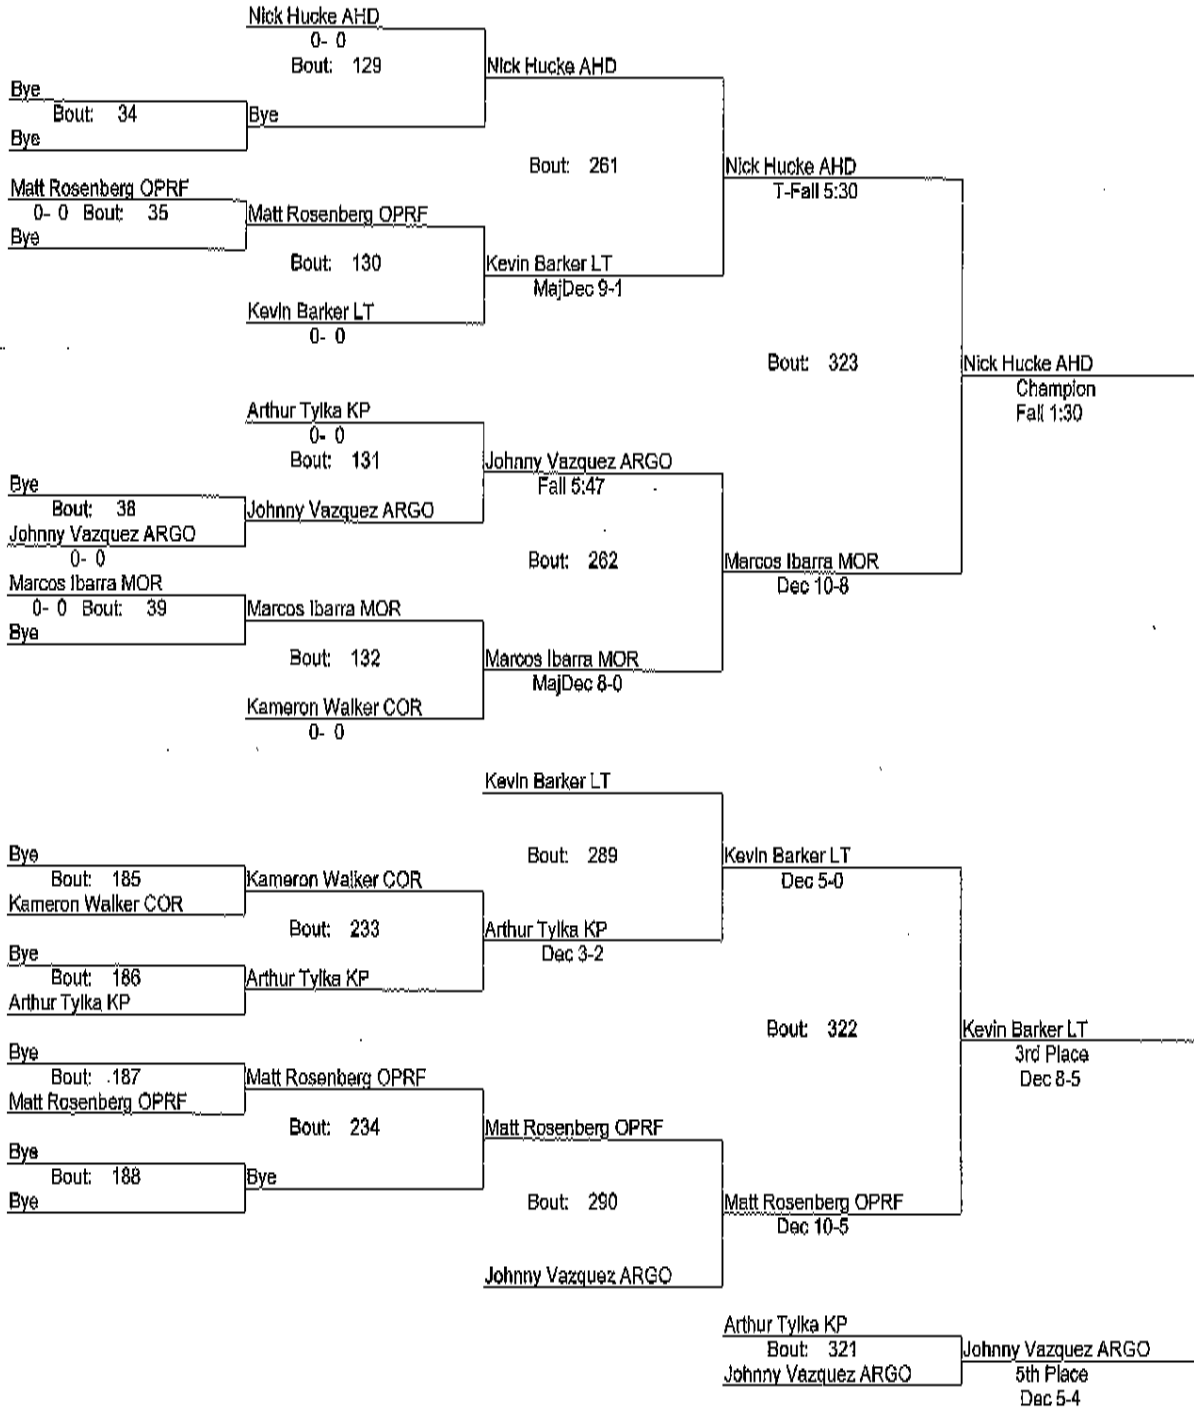 Nick Hucke AHD
0- 0
Bout: 129
Nick Hucke AHD
Bye
Bout: 34
Bye
Bye
Bout: 261
Nick Hucke AHD
T-Fall 5:30
Matt Rosenberg OPRF
0- 0 Bout: 35
Matt Rosenberg OPRF
Bye
Bout: 130
Kevin Barker LT
MajDec 9-1
Kevin Barker LT
0- 0
Bout: 323
Nick Hucke AHD
Champion
Fall 1:30
Arthur Tylka KP
0- 0
Bout: 131
Johnny Vazquez ARGO
Fall 5:47
Bye
Bout: 38
Johnny Vazquez ARGO
Johnny Vazquez ARGO
0- 0
Bout: 262
Marcos Ibarra MOR
Dec 10-8
Marcos Ibarra MOR
0- 0 Bout: 39
Marcos Ibarra MOR
Bye
Bout: 132
Marcos Ibarra MOR
MajDec 8-0
Kameron Walker COR
0- 0
Kevin Barker LT
Bout: 289
Kevin Barker LT
Dec 5-0
Bye
Bout: 185
Kameron Walker COR
Kameron Walker COR
Bout: 233
Arthur Tylka KP
Dec 3-2
Bye
Bout: 186
Arthur Tylka KP
Arthur Tylka KP
Bout: 322
Kevin Barker LT
3rd Place
Dec 8-5
Bye
Bout: 187
Matt Rosenberg OPRF
Matt Rosenberg OPRF
Bout: 234
Matt Rosenberg OPRF
Bye
Bout: 188
Bye
Bye
Bout: 290
Matt Rosenberg OPRF
Dec 10-5
Johnny Vazquez ARGO
Arthur Tylka KP
Bout: 321
Johnny Vazquez ARGO
Johnny Vazquez ARGO
5th Place
Dec 5-4